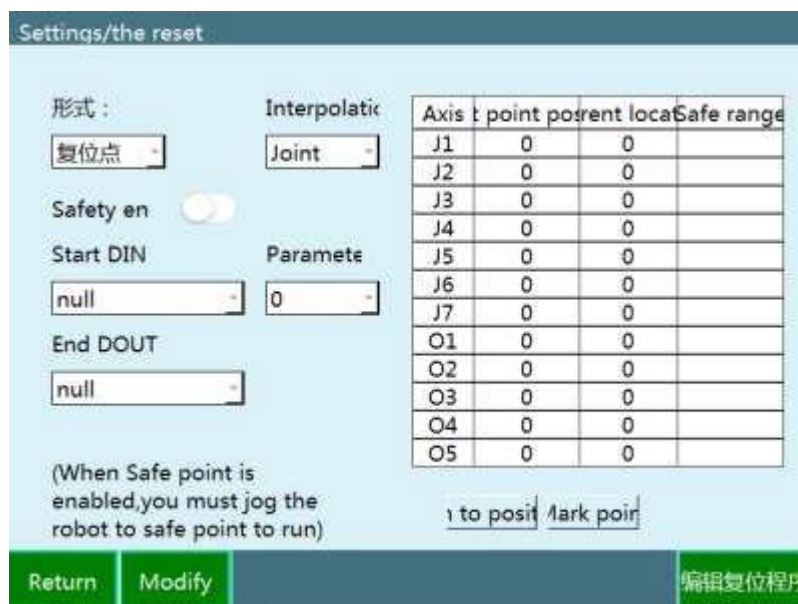 Settings/the reset
形式：
Interpolatic
复位点
Joint
Safety en
Start DIN
Paramete
null
0
End DOUT
null
(When Safe point is
enabled,you must jog the
robot to safe point to run)
Axis t point pos rent locat Safe range
J1 0 0
J2 0 0
J3 0 0
J4 0 0
J5 0 0
J6 0 0
J7 0 0
O1 0 0
O2 0 0
O3 0 0
O4 0 0
O5 0 0
to posit Mark poin
Return Modify 编辑复位程序